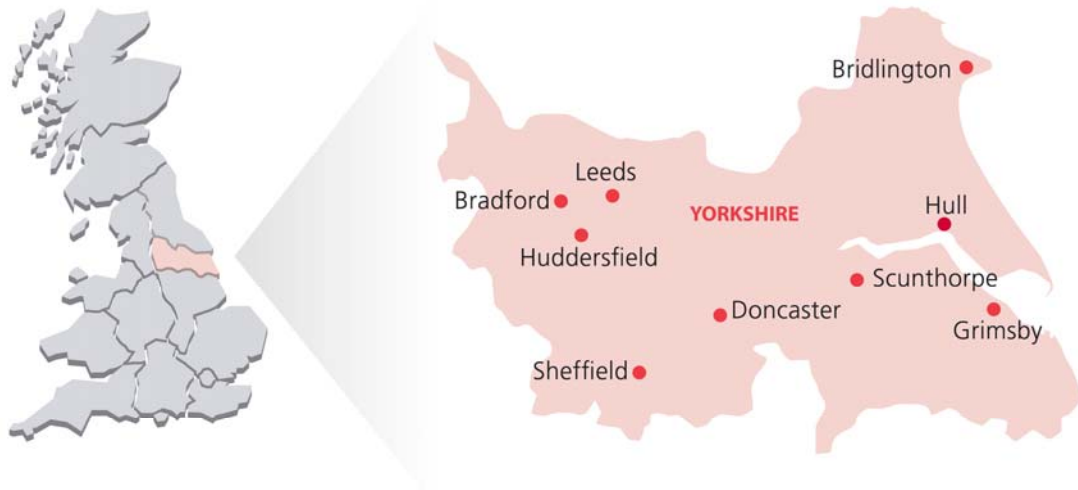 Bridlington
Leeds
Bradford
YORKSHIRE
Hull
Huddersfield
Scunthorpe
Doncaster
Grimsby
Sheffield